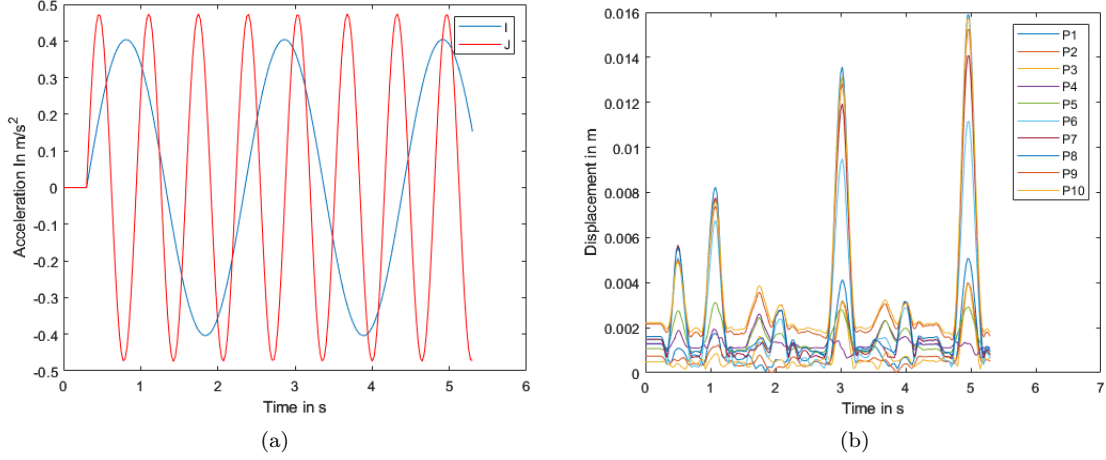 0.5
0.4
0.3
0.2
0.1
0
-0.1
-0.2
-0.3
-0.4
-0.5
Acceleration In m/s²
0 1 2 3 4 5 6
Time in s
I
J
(a)
0.016
0.014
0.012
0.01
0.008
0.006
0.004
0.002
0
Displacement in m
0 1 2 3 4 5 6 7
Time in s
P1
P2
P3
P4
P5
P6
P7
P8
P9
P10
(b)